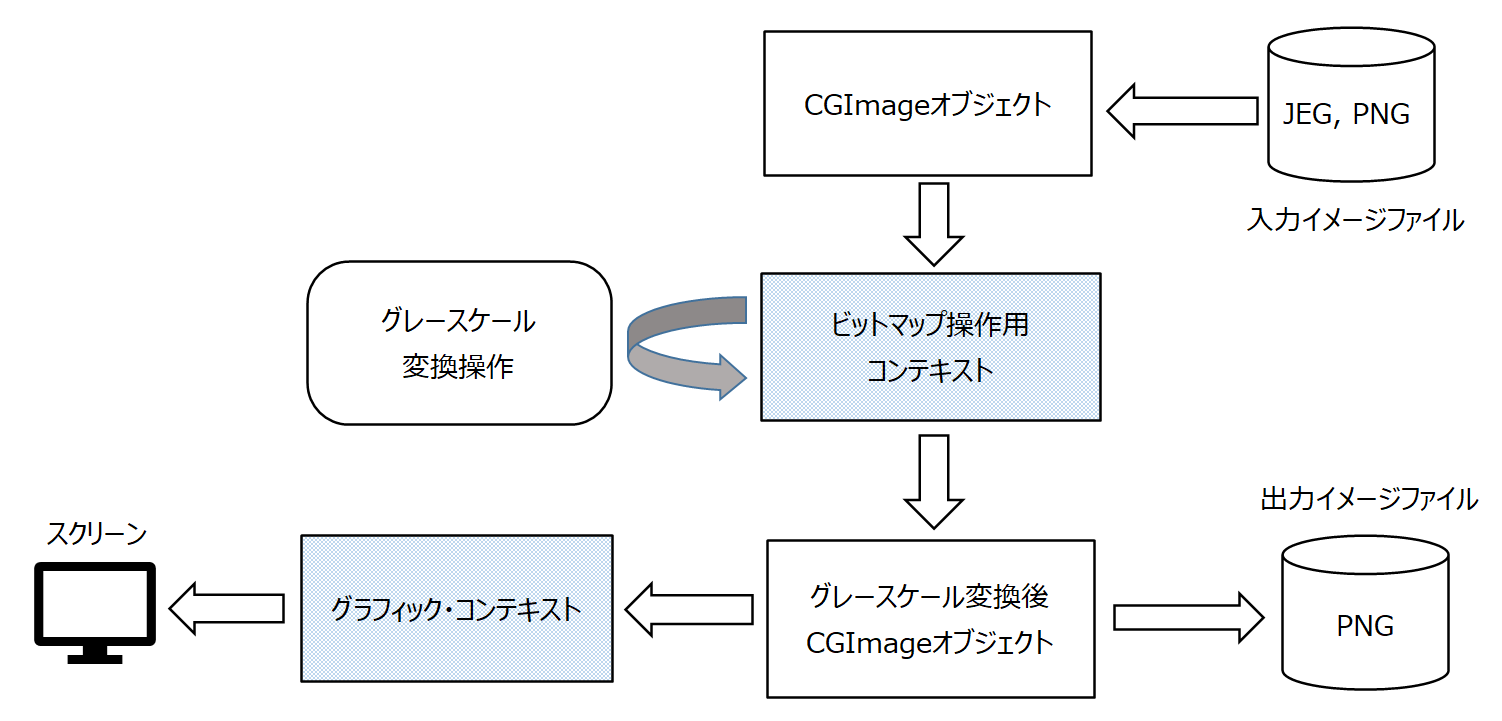 CGImageオブジェクト
JEG, PNG
入力イメージファイル
グレースケール
変換操作
ビットマップ操作用
コンテキスト
スクリーン
グラフィック・コンテキスト
グレースケール変換後
CGImageオブジェクト
出力イメージファイル
PNG